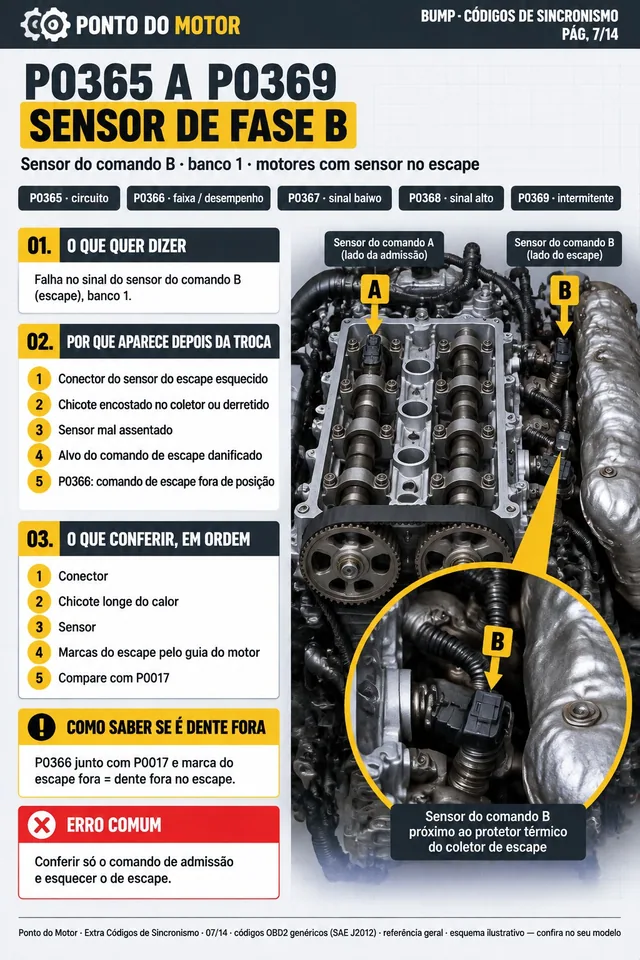 PONTO DO MOTOR
BUMP · CÓDIGOS DE SINCRONISMO
PÁG, 7/14
P0365 A P0369
SENSOR DE FASE B
Sensor do comando B · banco 1 · motores com sensor no escape
P0365 · circuito
P0366 · faixa / desempenho
P0367 · sinal baiwo
P0368 · sinal alto
P0369 · intermitente
01. O QUE QUER DIZER
Falha no sinal do sensor do comando B
(escape), banco 1.
02. POR QUE APARECE DEPOIS DA TROCA
1 Conector do sensor do escape esquecido
2 Chicote encostado no coletor ou derretido
3 Sensor mal assentado
4 Alvo do comando de escape danificado
5 P0366: comando de escape fora de posição
03. O QUE CONFERIR, EM ORDEM
1 Conector
2 Chicote longe do calor
3 Sensor
4 Marcas do escape pelo guia do motor
5 Compare com P0017
! COMO SABER SE É DENTE FORA
P0366 junto com P0017 e marca do
escape fora = dente fora no escape.
ERRO COMUM
Conferir só o comando de admissão
e esquecer o de escape.
Sensor do comando A
(lado da admissão)
Sensor do comando B
(lado do escape)
A
B
B
Sensor do comando B
próximo ao protetor térmico
do coletor de escape
Ponto do Motor · Extra Códigos de Sincronismo · 07/14 · códigos OBD2 genéricos (SAE J2012) · referência geral · esquema ilustrativo — confira no seu modelo